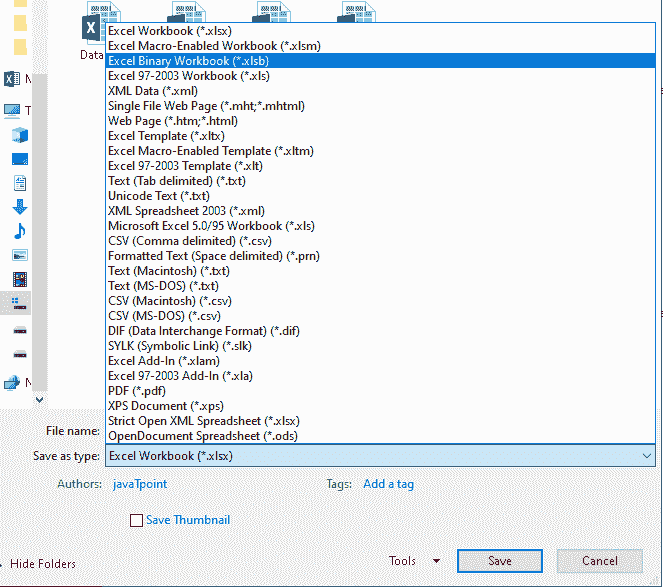 Data
Excel Workbook (*.xlsx)
Excel Macro-Enabled Workbook (*.xlsm)
Excel Binary Workbook (*.xlsb)
Excel 97-2003 Workbook (*.xls)
XML Data (*.xml)
Single File Web Page (*.mht;*.mhtml)
Web Page (*.htm;*.html)
Excel Template (*.xltx)
Excel Macro-Enabled Template (*.xltm)
Excel 97-2003 Template (*.xlt)
Text (Tab delimited) (*.txt)
Unicode Text (*.txt)
XML Spreadsheet 2003 (*.xml)
Microsoft Excel 5.0/95 Workbook (*.xls)
CSV (Comma delimited) (*.csv)
Formatted Text (Space delimited) (*.prn)
Text (Macintosh) (*.txt)
Text (MS-DOS) (*.txt)
CSV (Macintosh) (*.csv)
CSV (MS-DOS) (*.csv)
DIF (Data Interchange Format) (*.dif)
SYLK (Symbolic Link) (*.slk)
Excel Add-In (*.xlam)
Excel 97-2003 Add-In (*.xla)
PDF (*.pdf)
XPS Document (*.xps)
Strict Open XML Spreadsheet (*.xlsx)
OpenDocument Spreadsheet (*.ods)
File name:
Save as type: Excel Workbook (*.xlsx)
Authors: javaTpoint Tags: Add a tag
Save Thumbnail
Hide Folders Tools Save Cancel